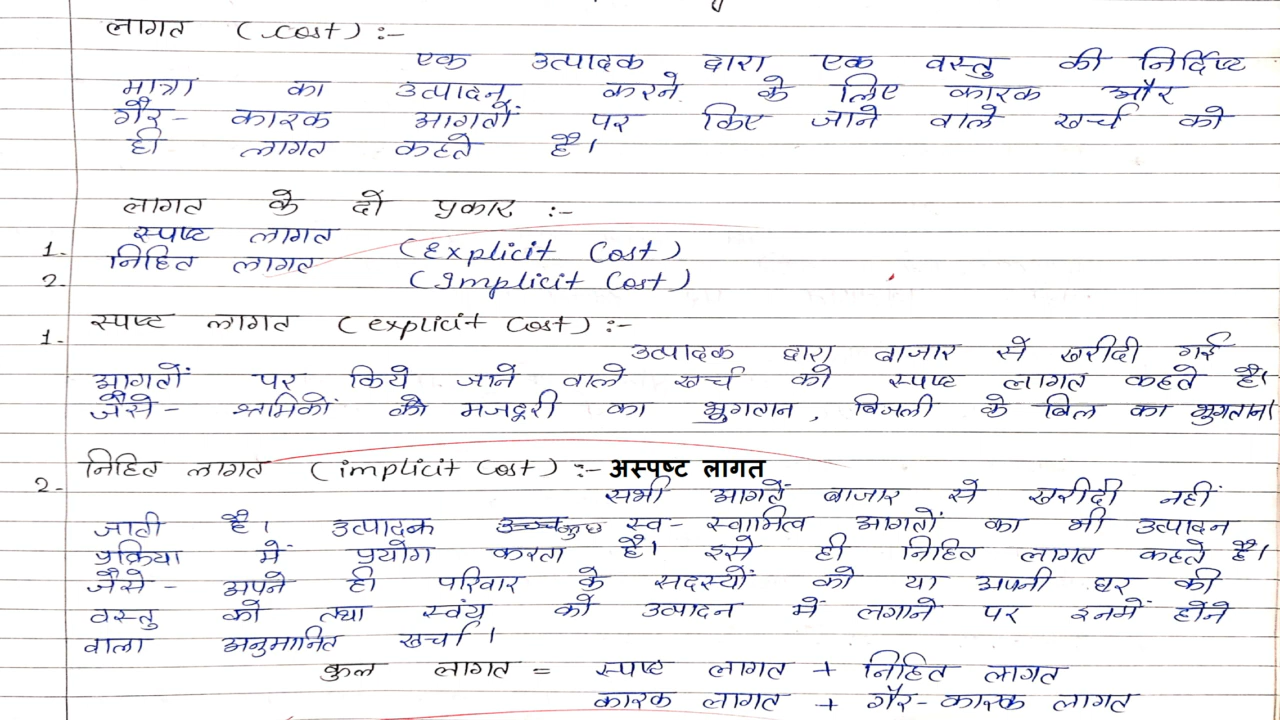 लागत (cost) :-
एक उत्पादक द्वारा एक वस्तु की निर्दिष्ट
मात्रा का उत्पादन करने के लिए कारक और
गैर- कारक आगतों पर किए जाने वाले खर्च को
ही लागत कहते है।
लागत के दो प्रकार :-
1. स्पष्ट लागत (Explicit Cost)
2. निहित लागत (Implicit Cost)
1. स्पष्ट लागत (explicit cost) :-
उत्पादक द्वारा बाजार से खरीदी गई
आगतों पर किये जाने वाले खर्च को स्पष्ट लागत कहते है।
जैसे- श्रमिकों को मजदूरी का भुगतान, बिजली के बिल का भुगतान।
2. निहित लागत (implicit cost) :- अस्पष्ट लागत
सभी आगतें बाजार से खरीदी नहीं
जाती है। उत्पादक कुछ स्व- स्वामित्व आगतों का भी उत्पादन
प्रक्रिया में प्रयोग करता है। इसे ही निहित लागत कहते है।
जैसे- अपने ही परिवार के सदस्यों को या अपनी घर की
वस्तु को तथा स्वंय को उत्पादन में लगाने पर इनमें होने
वाला अनुमानित खर्चा।
कुल लागत = स्पष्ट लागत + निहित लागत
कारक लागत + गैर-कारक लागत